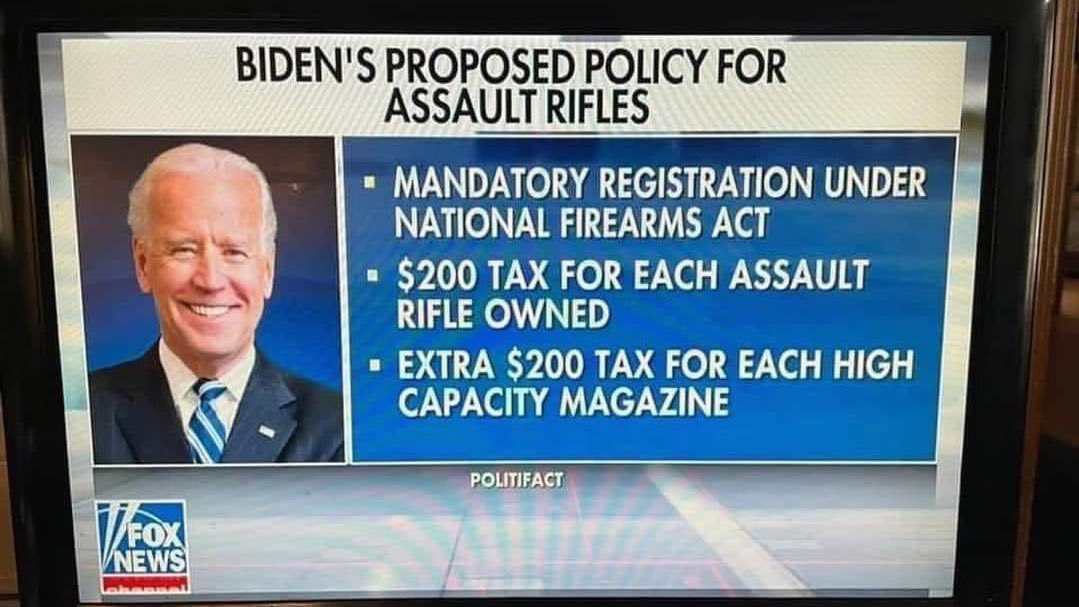 BIDEN'S PROPOSED POLICY FOR
ASSAULT RIFLES
▪ MANDATORY REGISTRATION UNDER
NATIONAL FIREARMS ACT
▪ $200 TAX FOR EACH ASSAULT
RIFLE OWNED
▪ EXTRA $200 TAX FOR EACH HIGH
CAPACITY MAGAZINE
POLITIFACT
FOX
NEWS
channel